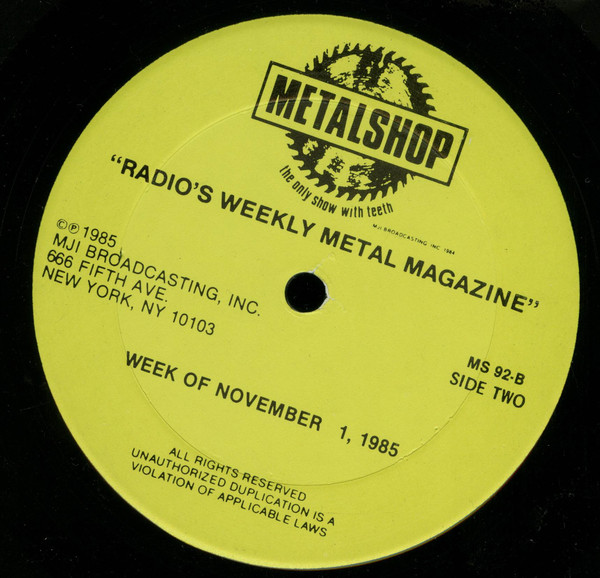 METALSHOP
the only show with teeth
MJI BROADCASTING INC. 1984
“RADIO'S WEEKLY METAL MAGAZINE”
©℗ 1985
MJI BROADCASTING, INC.
666 FIFTH AVE.
NEW YORK, NY 10103
MS 92-B
SIDE TWO
WEEK OF NOVEMBER 1, 1985
ALL RIGHTS RESERVED
UNAUTHORIZED DUPLICATION IS A
VIOLATION OF APPLICABLE LAWS